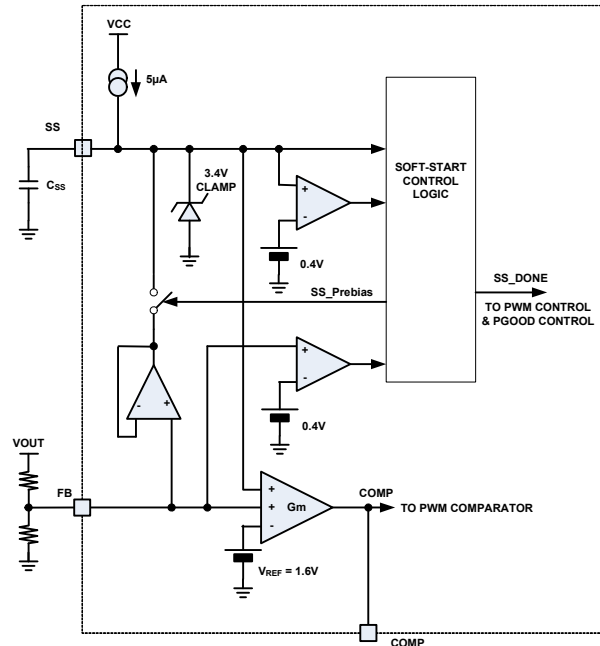 VCC
5µA
SS
CSS
3.4V
CLAMP
+
-
0.4V
SOFT-START
CONTROL
LOGIC
SS_Prebias
SS_DONE
TO PWM CONTROL
& PGOOD CONTROL
+
-
0.4V
-
+
VOUT
FB
+
+
-
Gm
COMP
TO PWM COMPARATOR
VREF = 1.6V
COMP